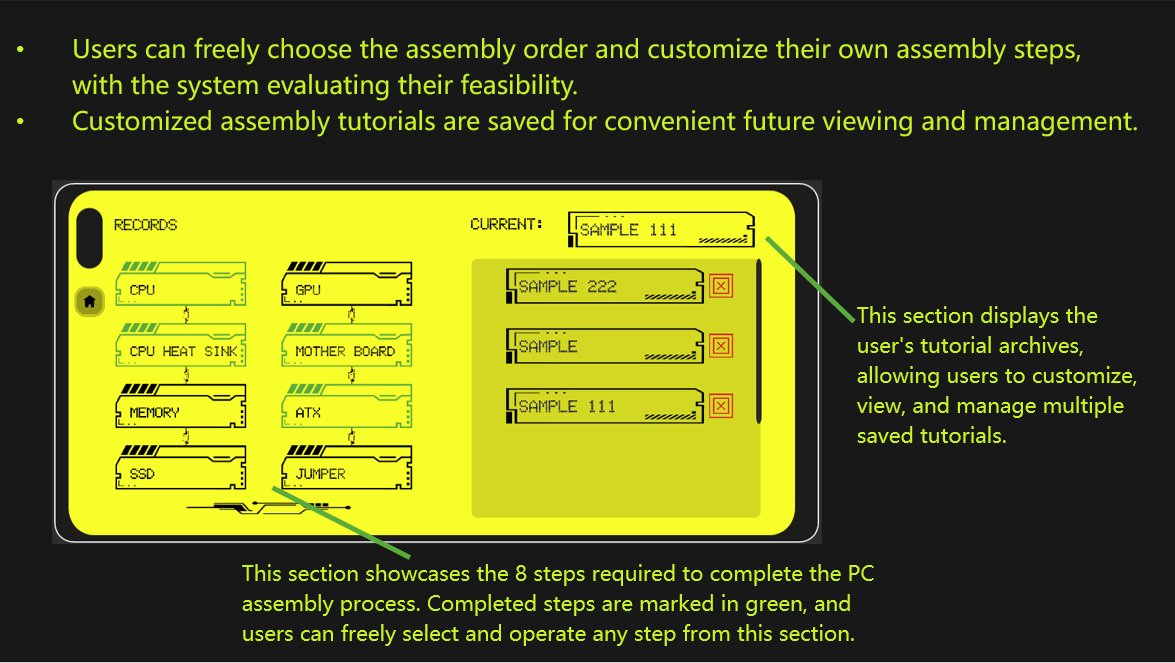 • Users can freely choose the assembly order and customize their own assembly steps,
with the system evaluating their feasibility.
• Customized assembly tutorials are saved for convenient future viewing and management.
RECORDS
CPU
GPU
CPU HEAT SINK
MOTHER BOARD
MEMORY
ATX
SSD
JUMPER
CURRENT:
SAMPLE 111
SAMPLE 222
SAMPLE
SAMPLE 111
This section displays the
user's tutorial archives,
allowing users to customize,
view, and manage multiple
saved tutorials.
This section showcases the 8 steps required to complete the PC
assembly process. Completed steps are marked in green, and
users can freely select and operate any step from this section.